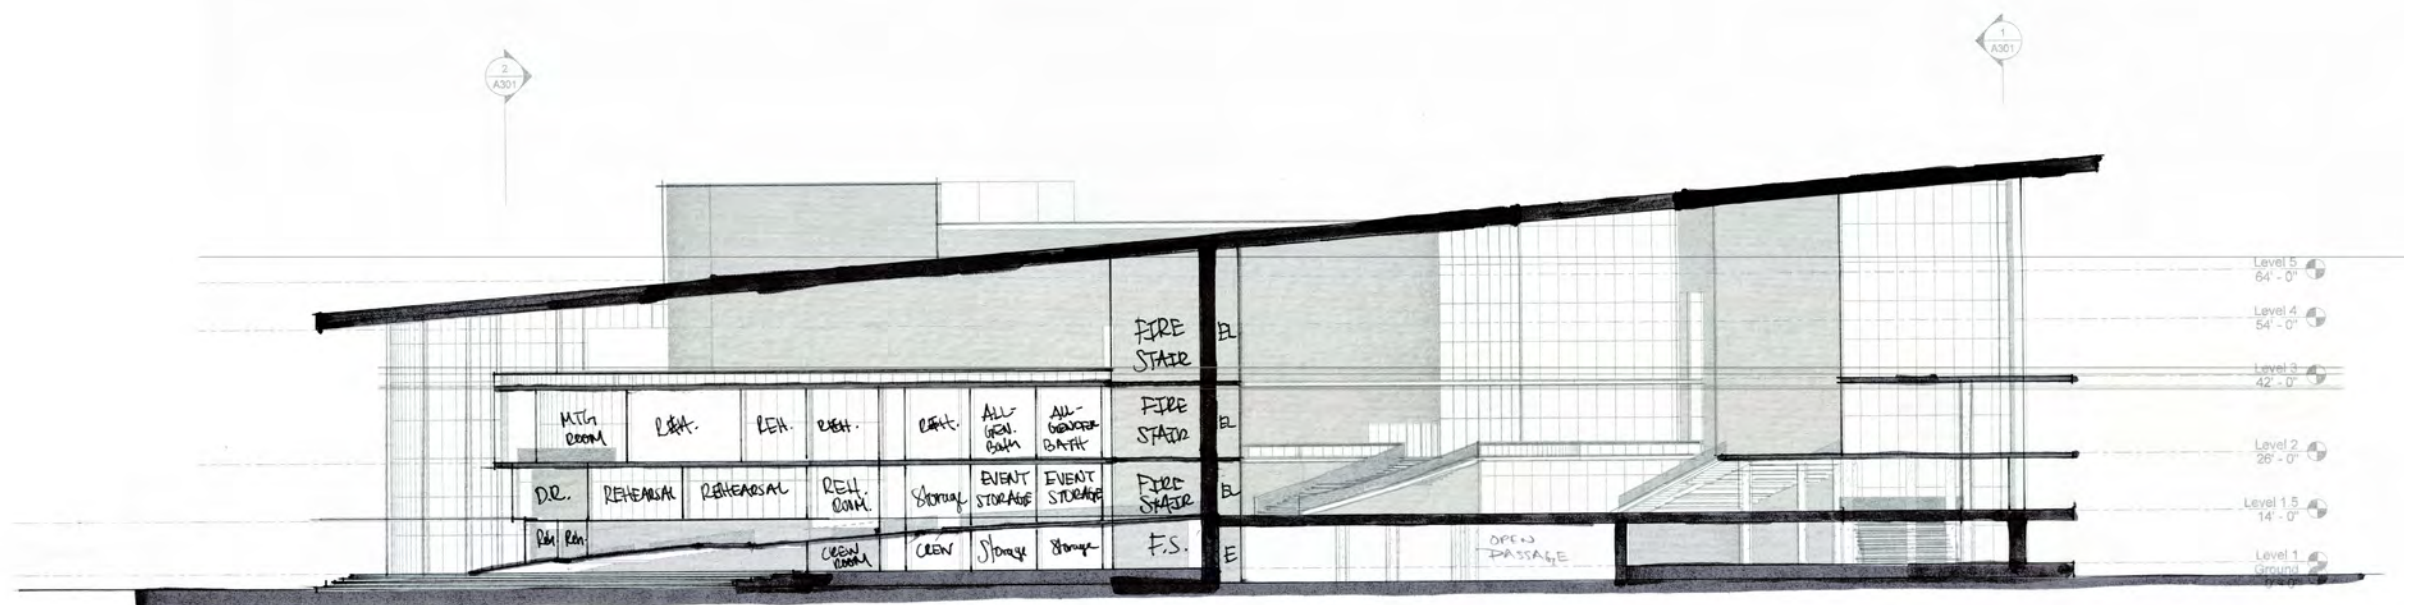 2
A301
1
A301
Level 5
64' - 0"
Level 4
54' - 0"
Level 3
42' - 0"
Level 2
26' - 0"
Level 1.5
14' - 0"
Level 1
Ground
FIRE
STAIR
EL
MTG
ROOM
REH.
REH.
REH.
REH.
ALL-
GEN.
BATH
ALL-
GENDER
BATH
FIRE
STAIR
EL
D.R.
REHEARSAL
REHEARSAL
REH.
ROOM.
Storage
EVENT
STORAGE
EVENT
STORAGE
FIRE
STAIR
EL
Reh.
Reh.
CREW
ROOM
CREW
Storage
Storage
F.S.
E
OPEN
PASSAGE